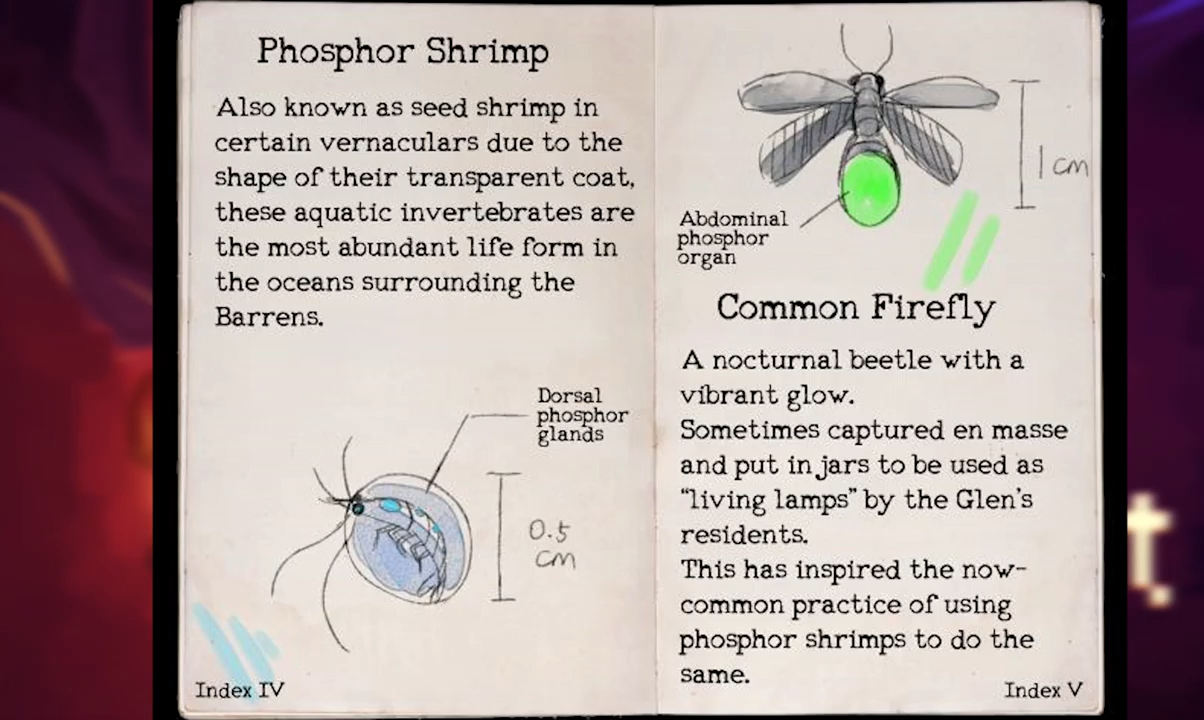 Phosphor Shrimp
Also known as seed shrimp in
certain vernaculars due to the
shape of their transparent coat,
these aquatic invertebrates are
the most abundant life form in
the oceans surrounding the
Barrens.
Dorsal
phosphor
glands
0.5
cm
Index IV
1 cm
Abdominal
phosphor
organ
Common Firefly
A nocturnal beetle with a
vibrant glow.
Sometimes captured en masse
and put in jars to be used as
“living lamps” by the Glen’s
residents.
This has inspired the now-
common practice of using
phosphor shrimps to do the
same.
Index V
t